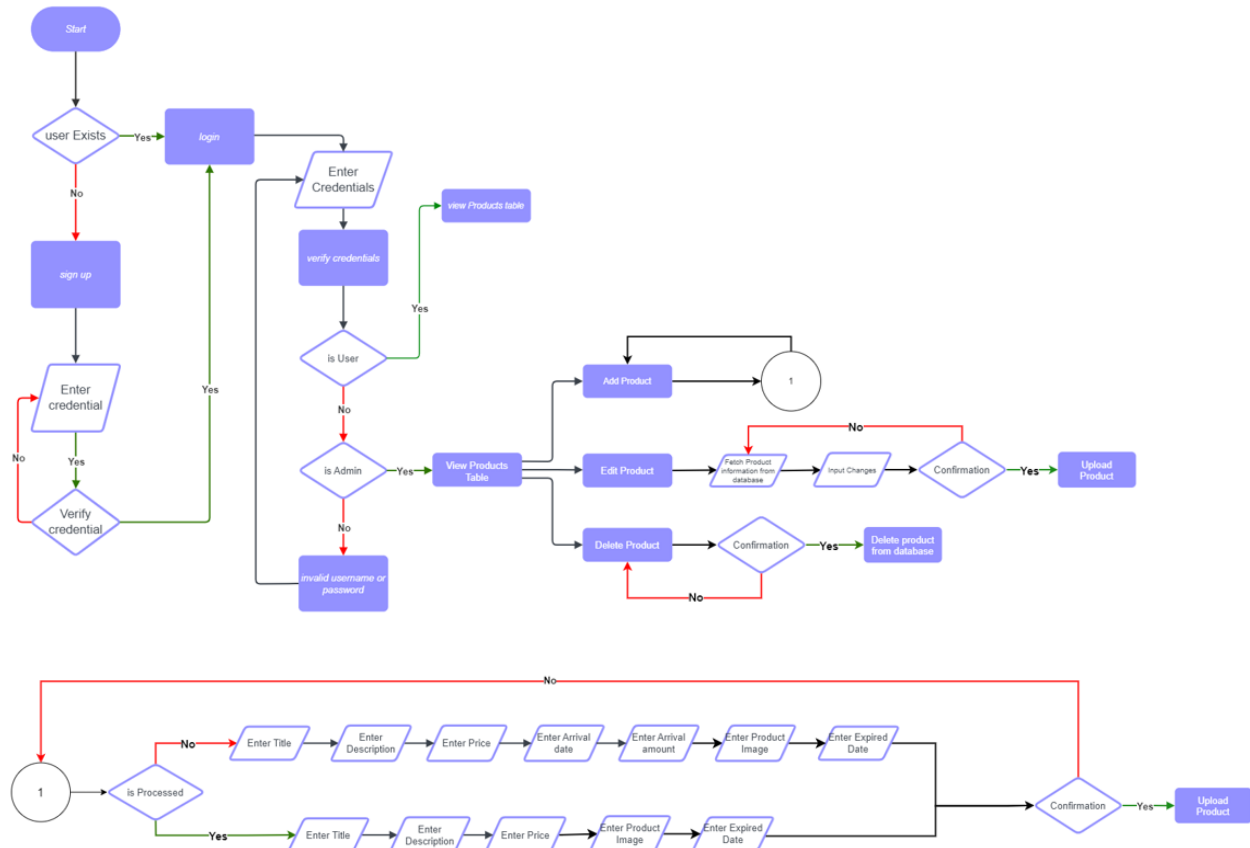 Start
user Exists
Yes
login
No
Enter
Credentials
view Products table
sign up
verify credentials
Yes
is User
Yes
Add Product
1
Enter
credential
No
No
Yes
No
is Admin
Yes
View Products
Table
Edit Product
Fetch Product
information from
database
Input Changes
Confirmation
Yes
Upload
Product
Verify
credential
No
Delete Product
Confirmation
Yes
Delete product
from database
invalid username or
password
No
No
No
Enter Title
Enter
Description
Enter Price
Enter Arrival
date
Enter Arrival
amount
Enter Product
Image
Enter Expired
Date
1
is Processed
Confirmation
Yes
Upload
Product
Yes
Enter Title
Enter
Description
Enter Price
Enter Product
Image
Enter Expired
Date